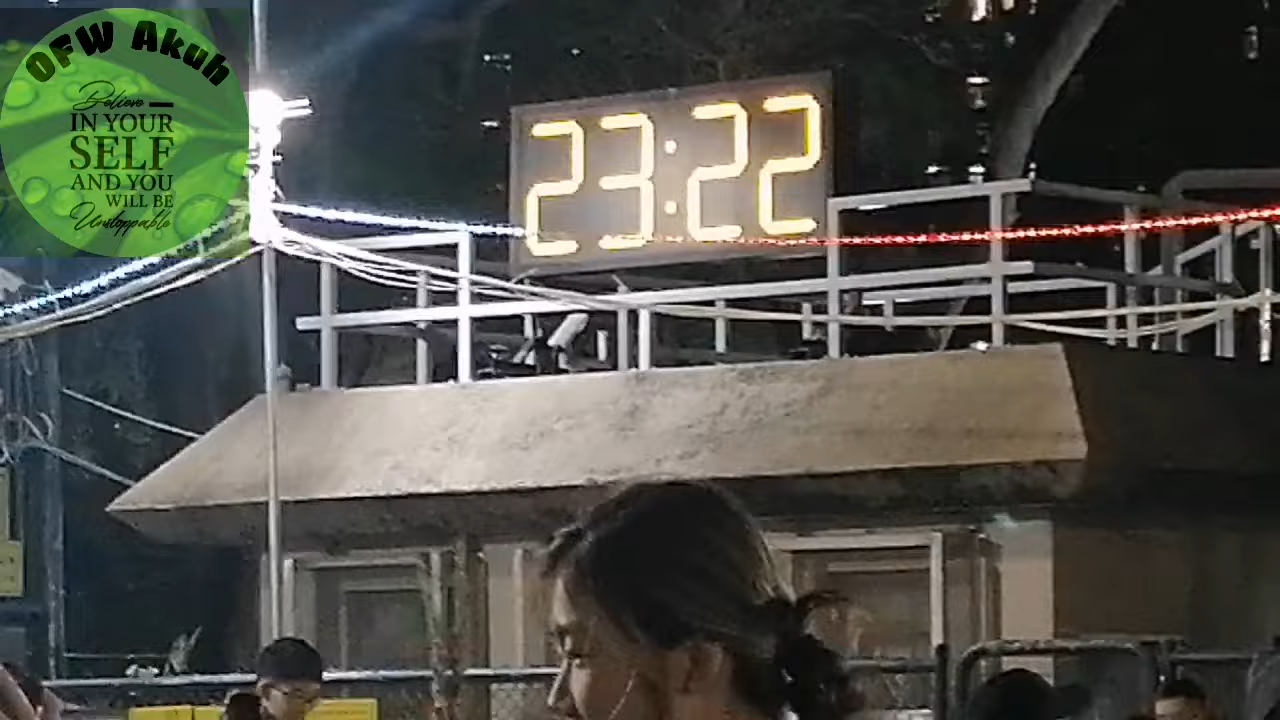 OFW Akuh
Believe
IN YOUR
SELF
AND YOU
WILL BE
Unstoppable
23:22